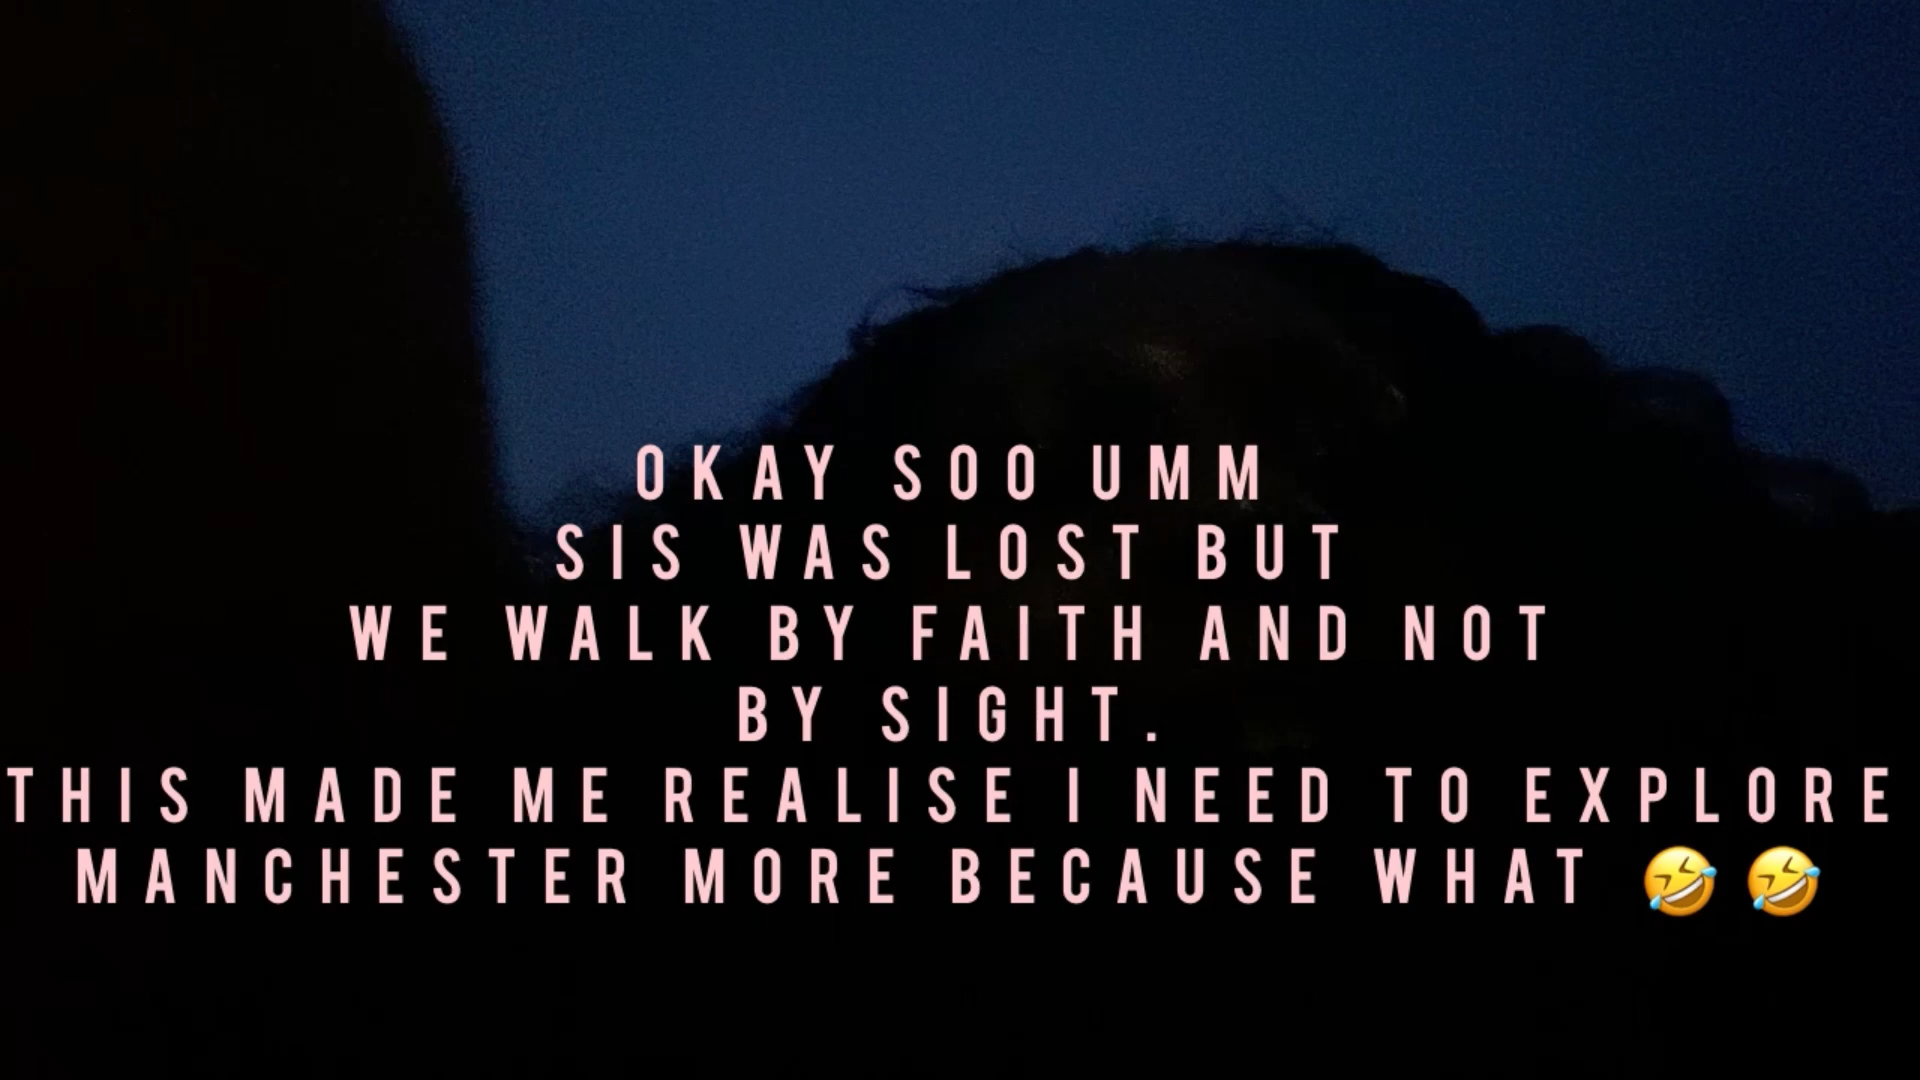 OKAY SOO UMM
SIS WAS LOST BUT
WE WALK BY FAITH AND NOT
BY SIGHT.
THIS MADE ME REALISE I NEED TO EXPLORE
MANCHESTER MORE BECAUSE WHAT 🤣🤣